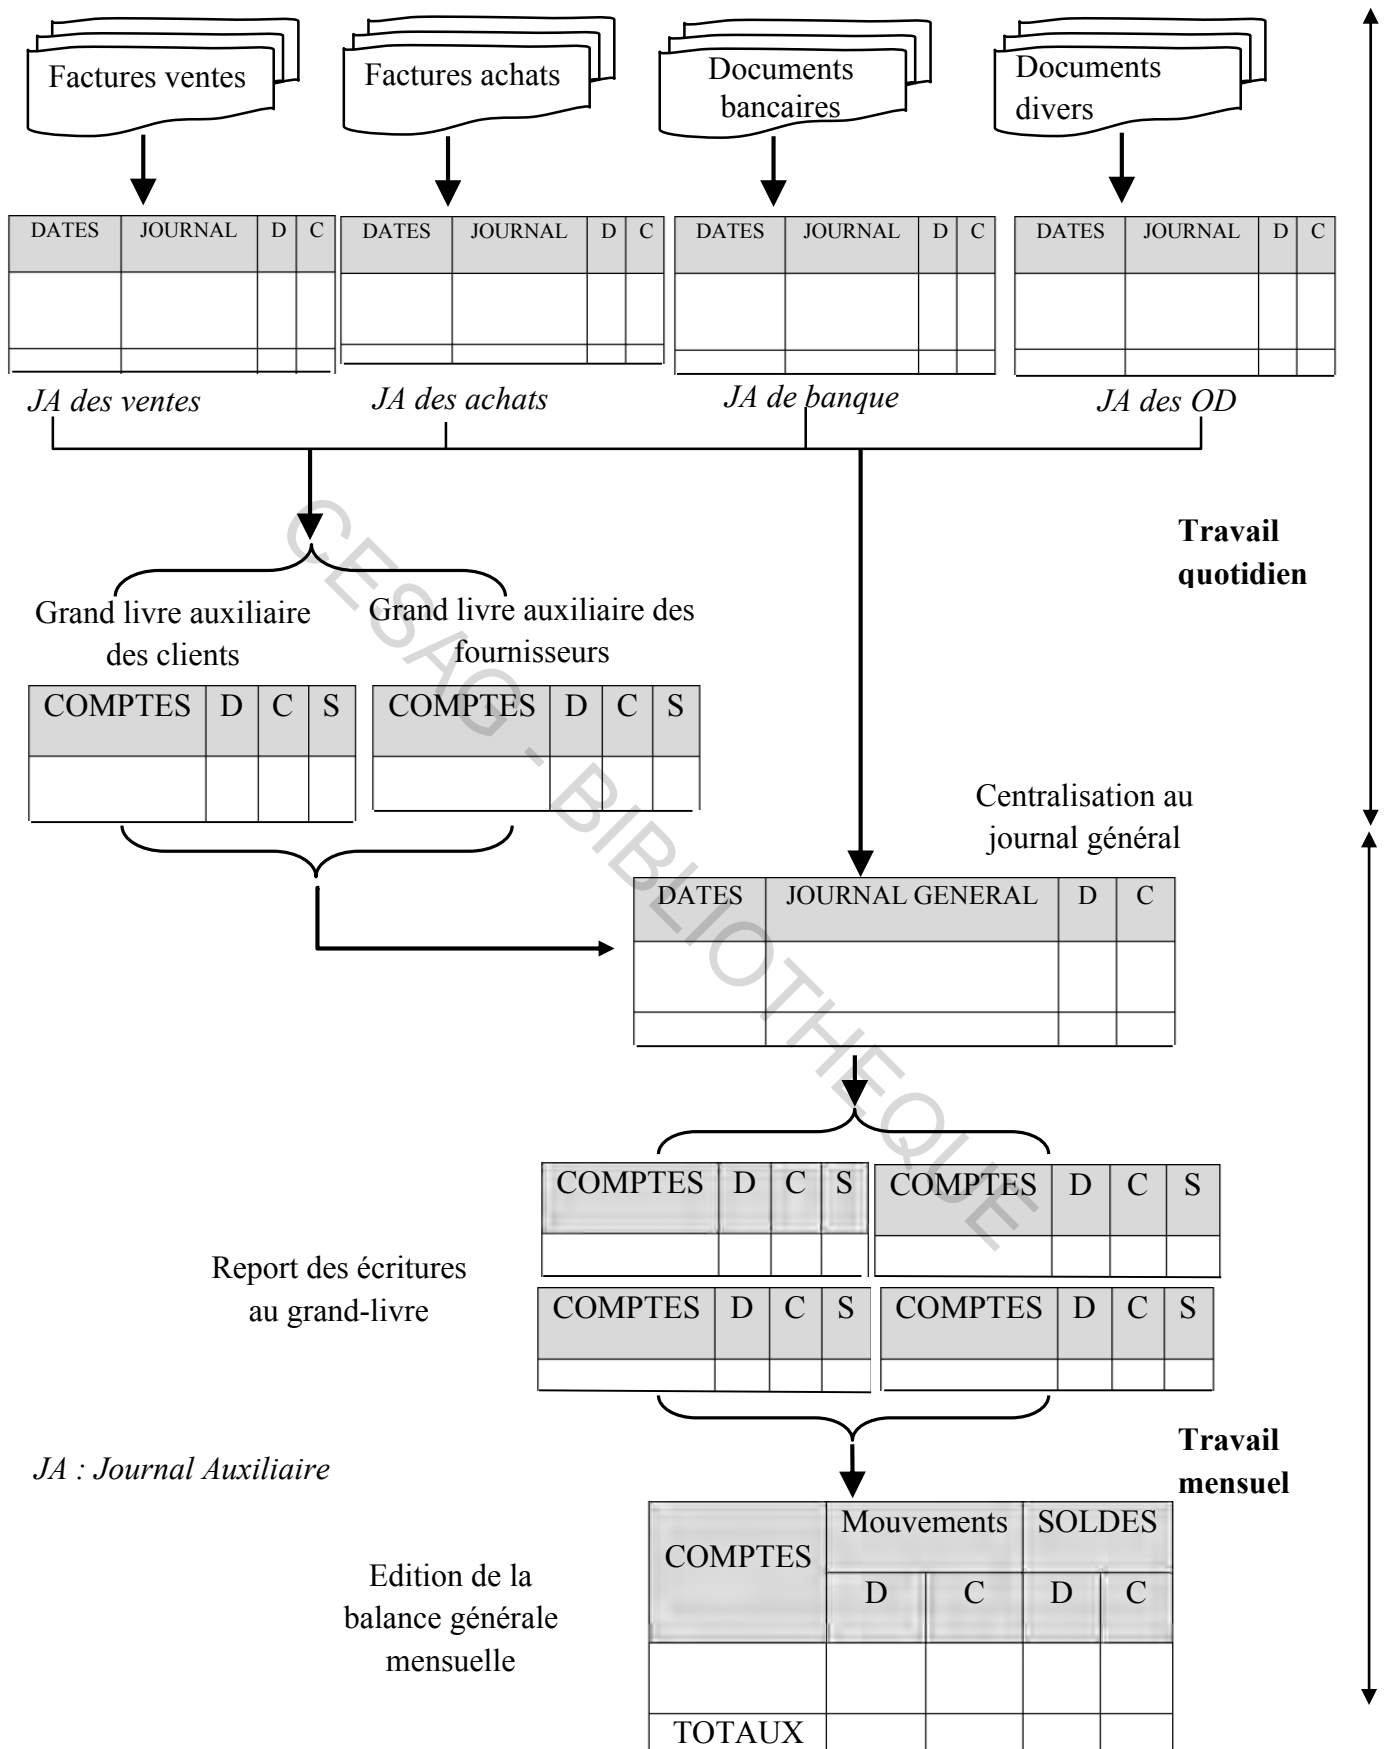 Factures ventes
Factures achats
Documents
bancaires
Documents
divers
DATES JOURNAL D C
DATES JOURNAL D C
DATES JOURNAL D C
DATES JOURNAL D C
JA des ventes
JA des achats
JA de banque
JA des OD
Travail
quotidien
Grand livre auxiliaire
des clients
Grand livre auxiliaire des
fournisseurs
COMPTES D C S
COMPTES D C S
Centralisation au
journal général
DATES JOURNAL GENERAL D C
COMPTES D C S
COMPTES D C S
Report des écritures
au grand-livre
COMPTES D C S
COMPTES D C S
Travail
mensuel
JA : Journal Auxiliaire
Edition de la
balance générale
mensuelle
COMPTES Mouvements SOLDES
D C D C
TOTAUX
CESAG - BIBLIOTHEQUE